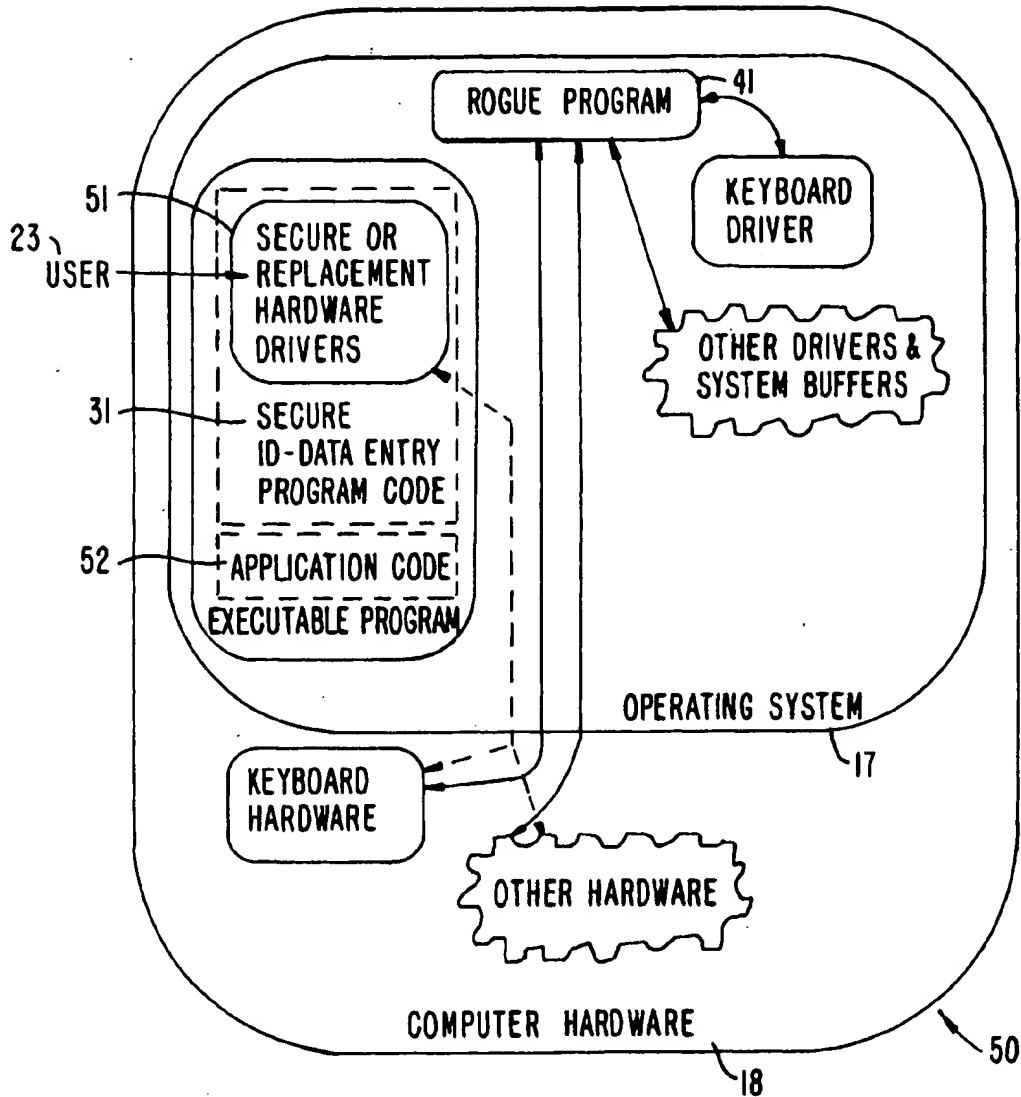 ROGUE PROGRAM
41
KEYBOARD
DRIVER
51
23
USER
SECURE OR
REPLACEMENT
HARDWARE
DRIVERS
OTHER DRIVERS &
SYSTEM BUFFERS
31
SECURE
ID-DATA ENTRY
PROGRAM CODE
52
APPLICATION CODE
EXECUTABLE PROGRAM
OPERATING SYSTEM
17
KEYBOARD
HARDWARE
OTHER HARDWARE
COMPUTER HARDWARE
18
50